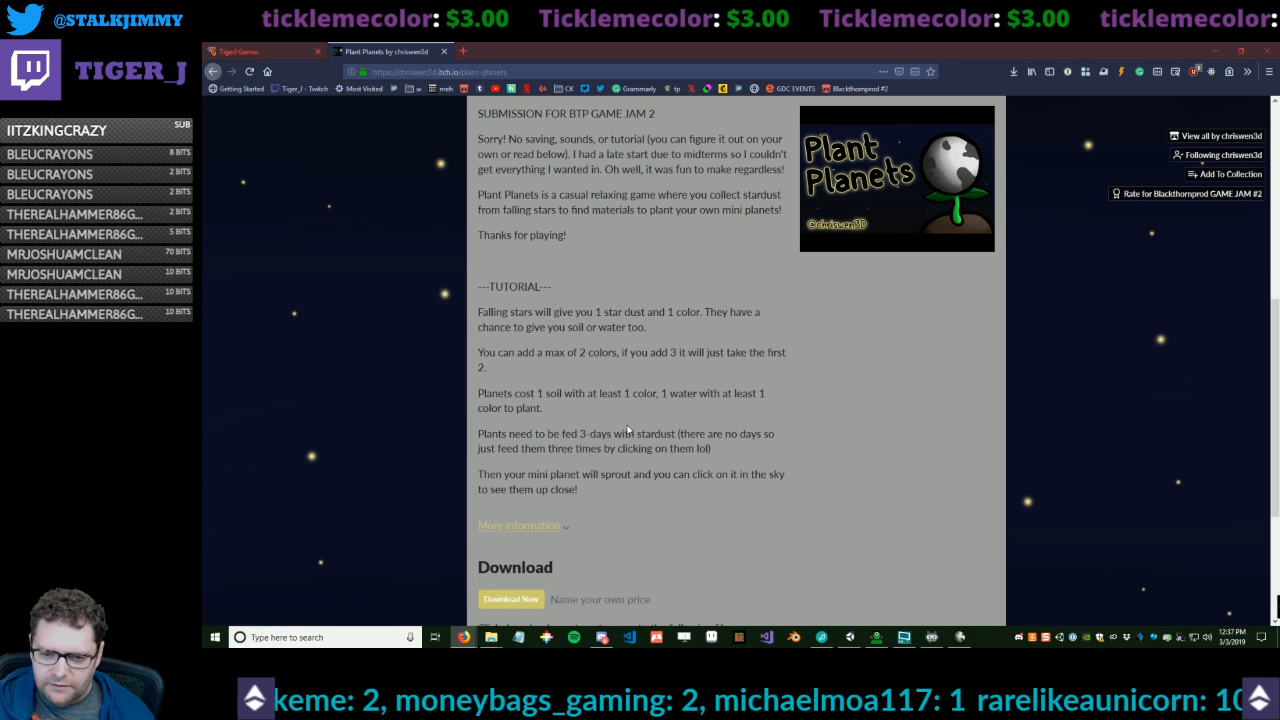 @STALKJIMMY
ticklemecolor: $3.00 Ticklemecolor: $3.00 Ticklemecolor: $3.00 ticklemecolor:
TIGER_J
IITZKINGCRAZY SUB
BLEUCRAYONS 8 BITS
BLEUCRAYONS 2 BITS
BLEUCRAYONS 2 BITS
THEREALHAMMER86G... 2 BITS
THEREALHAMMER86G... 5 BITS
MRJOSHUAMCLEAN 70 BITS
MRJOSHUAMCLEAN 10 BITS
THEREALHAMMER86G... 10 BITS
THEREALHAMMER86G... 10 BITS
TigerJ Games
Plant Planets by chriswen3d
https://chriswen3d.itch.io/plant-planets
Getting Started Tiger_J - Twitch Most Visited w meh CK Grammarly tp GDC EVENTS Blackthornprod #2
SUBMISSION FOR BTP GAME JAM 2
Sorry! No saving, sounds, or tutorial (you can figure it out on your
own or read below). I had a late start due to midterms so I couldn't
get everything I wanted in. Oh well, it was fun to make regardless!
Plant Planets is a casual relaxing game where you collect stardust
from falling stars to find materials to plant your own mini planets!
Thanks for playing!
---TUTORIAL---
Falling stars will give you 1 star dust and 1 color. They have a
chance to give you soil or water too.
You can add a max of 2 colors, if you add 3 it will just take the first
2.
Planets cost 1 soil with at least 1 color, 1 water with at least 1
color to plant.
Plants need to be fed 3-days with stardust (there are no days so
just feed them three times by clicking on them lol)
Then your mini planet will sprout and you can click on it in the sky
to see them up close!
More information
Download
Download Now Name your own price
Plant
Planets
@chriswen3D
View all by chriswen3d
Following chriswen3d
Add To Collection
Rate for Blackthornprod GAME JAM #2
Type here to search
12:37 PM
3/3/2019
keme: 2, moneybags_gaming: 2, michaelmoa117: 1 rarelikeaunicorn: 10